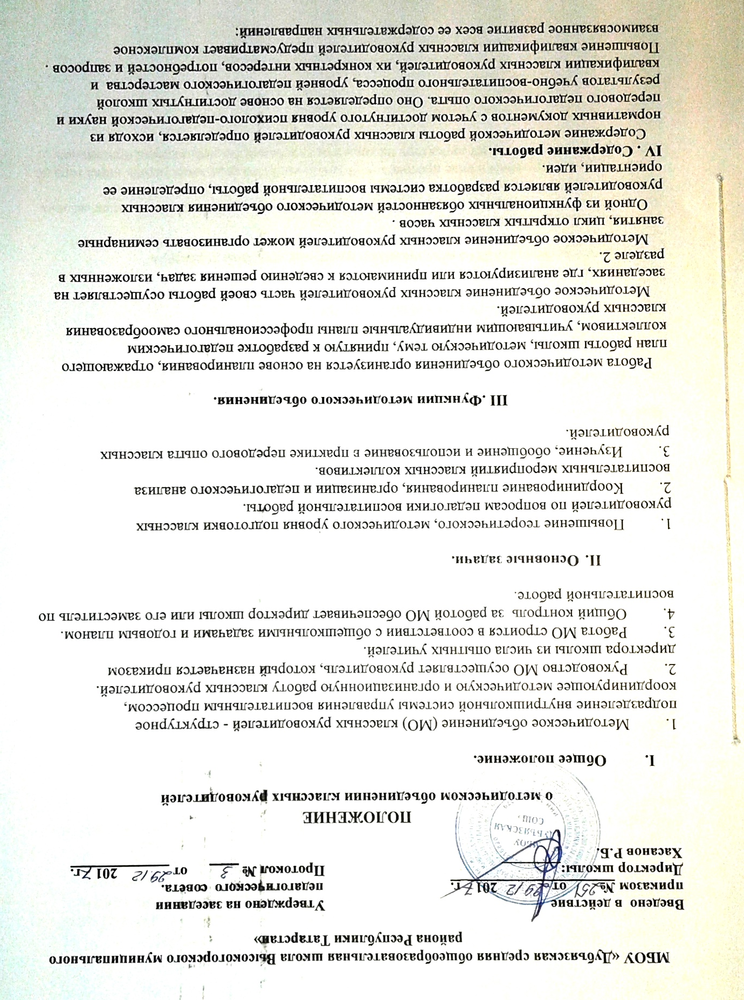 МБОУ «Дубъязская средняя общеобразовательная школа Высокогорского муниципального
района Республики Татарстан»
Введено в действие
приказом № от 29.12 2017 г.
Директор школы:
Хасанов Р.Б.
Утверждено на заседании
педагогического совета.
Протокол № 3 от 29.12 2017 г.
МБОУ
ДУБЪЯЗСКАЯ
СОШ
ПОЛОЖЕНИЕ
о методическом объединении классных руководителей
I. Общее положение.
1. Методическое объединение (МО) классных руководителей - структурное
подразделение внутришкольной системы управления воспитательным процессом,
координирующее методическую и организационную работу классных руководителей.
2. Руководство МО осуществляет руководитель, который назначается приказом
директора школы из числа опытных учителей.
3. Работа МО строится в соответствии с общешкольными задачами и годовым планом.
4. Общий контроль за работой МО обеспечивает директор школы или его заместитель по
воспитательной работе.
II. Основные задачи.
1. Повышение теоретического, методического уровня подготовки классных
руководителей по вопросам педагогики воспитательной работы.
2. Координирование планирования, организации и педагогического анализа
воспитательных мероприятий классных коллективов.
3. Изучение, обобщение и использование в практике передового опыта классных
руководителей.
III .Функции методического объединения.
Работа методического объединения организуется на основе планирования, отражающего
план работы школы, методическую тему, принятую к разработке педагогическим
коллективом, учитывающим индивидуальные планы профессионального самообразования
классных руководителей.
Методическое объединение классных руководителей часть своей работы осуществляет на
заседаниях, где анализируются или принимаются к сведению решения задач, изложенных в
разделе 2.
Методическое объединение классных руководителей может организовать семинарные
занятия, цикл открытых классных часов .
Одной из функциональных обязанностей методического объединения классных
руководителей является разработка системы воспитательной работы, определение ее
ориентации, идеи.
IV . Содержание работы.
Содержание методической работы классных руководителей определяется, исходя из
нормативных документов с учетом достигнутого уровня психолого-педагогической науки и
передового педагогического опыта. Оно определяется на основе достигнутых школой
результатов учебно-воспитательного процесса, уровней педагогического мастерства и
квалификации классных руководителей, их конкретных интересов, потребностей и запросов .
Повышение квалификации классных руководителей предусматривает комплексное
взаимосвязанное развитие всех ее содержательных направлений: